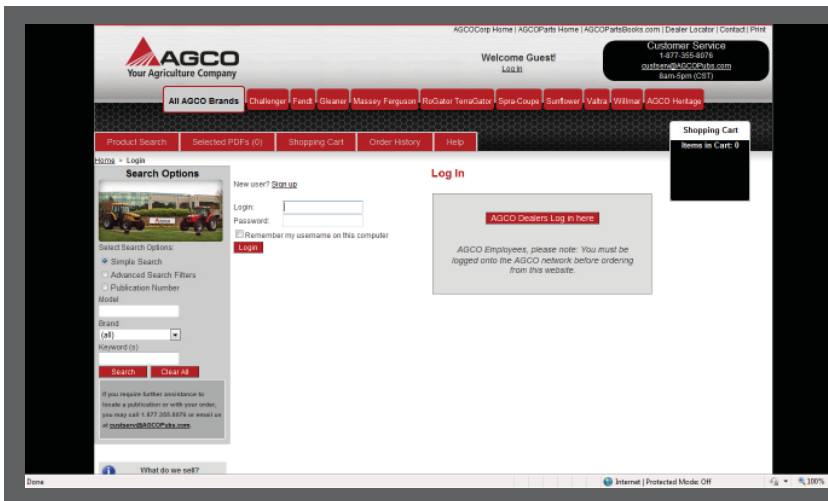 AGCOCorp Home | AGCOParts Home | AGCOPartsBooks.com | Dealer Locator | Contact | Print
AGCO
Your Agriculture Company
Welcome Guest!
Log In
Customer Service
1-877-355-8076
custserv@AGCOPubs.com
8am-5pm (CST)
All AGCO Brands Challenger Fendt Gleaner Massey Ferguson RoGator TerraGator Spra-Coupe Sunflower Valtra Willmar AGCO Heritage
Product Search Selected PDF's (0) Shopping Cart Order History Help
Shopping Cart
Items in Cart: 0
Home > Login
Search Options
Select Search Options:
Simple Search
Advanced Search Filters
Publication Number
Model
Brand
(all)
Keyword (s)
Search Clear All
If you require further assistance to
locate a publication or with your order,
you may call 1.877.355.8076 or email us
at custserv@AGCOPubs.com.
What do we sell?
New user? Sign up
Login:
Password:
Remember my username on this computer
Login
Log In
AGCO Dealers Log in here
AGCO Employees, please note: You must be
logged onto the AGCO network before ordering
from this website.
Done
Internet | Protected Mode: Off
100%